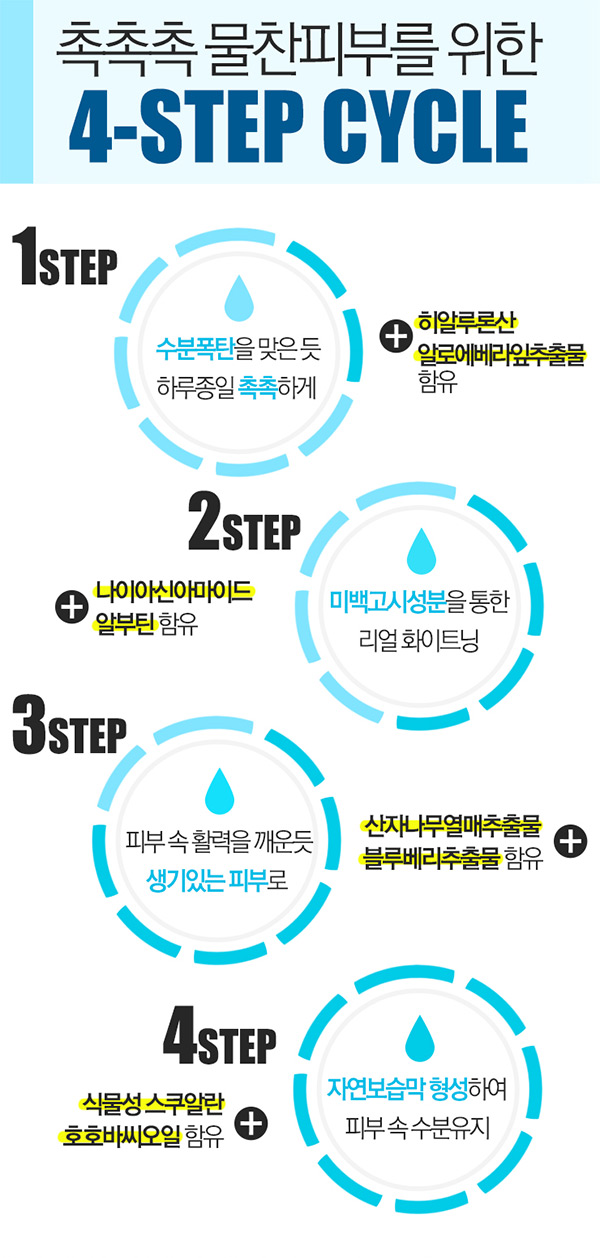 촉촉촉 물찬피부를 위한
4-STEP CYCLE
1STEP
수분폭탄을 맞은 듯
하루종일 촉촉하게
+ 히알루론산
알로에베라잎추출물
함유
2STEP
+ 나이아신아마이드
알부틴 함유
미백고시성분을 통한
리얼 화이트닝
3STEP
피부 속 활력을 깨운듯
생기있는 피부로
산자나무열매추출물 +
블루베리추출물 함유
4STEP
식물성 스쿠알란 +
호호바씨오일 함유
자연보습막 형성하여
피부 속 수분유지